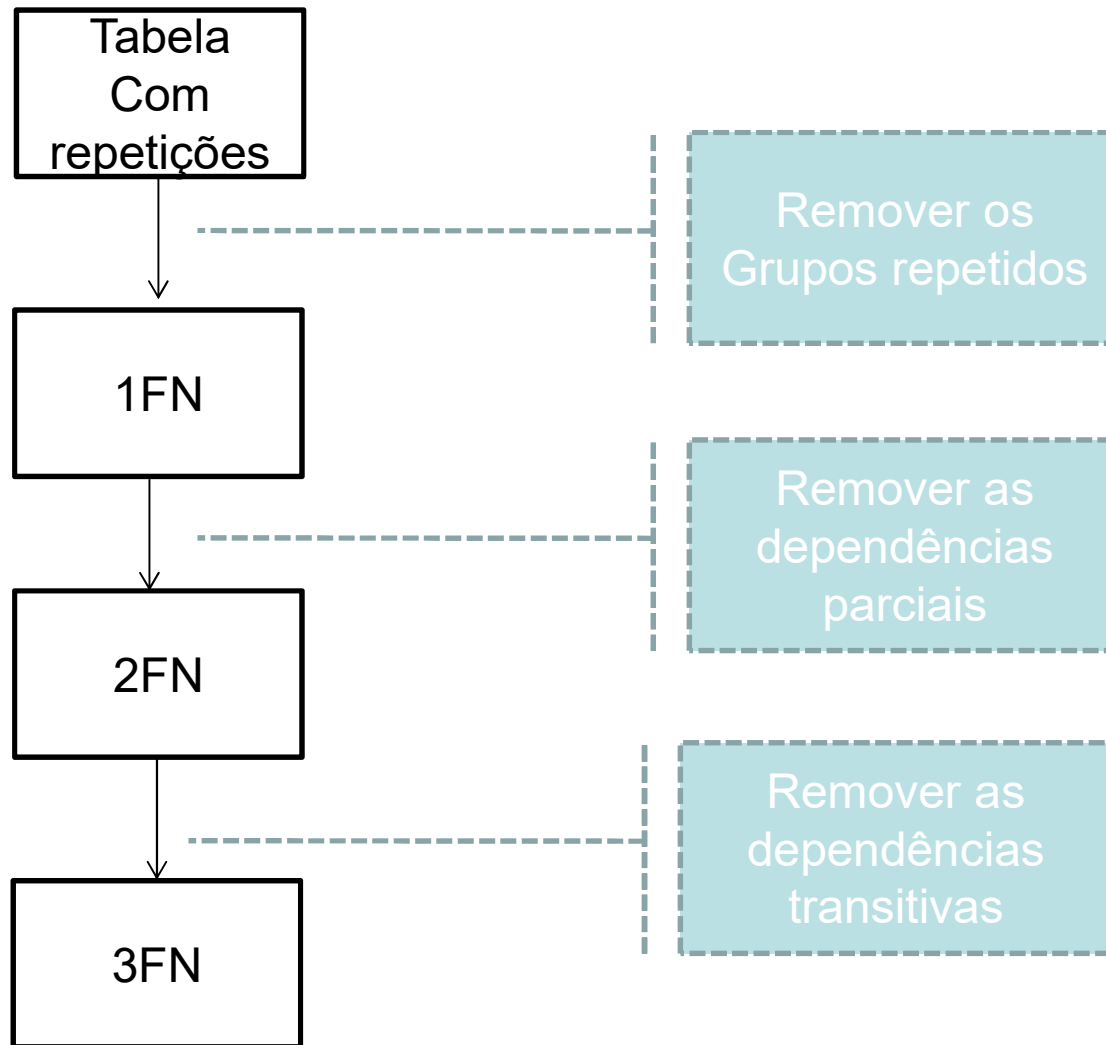 Tabela
Com
repetições
Remover os
Grupos repetidos
1FN
Remover as
dependências
parciais
2FN
Remover as
dependências
transitivas
3FN